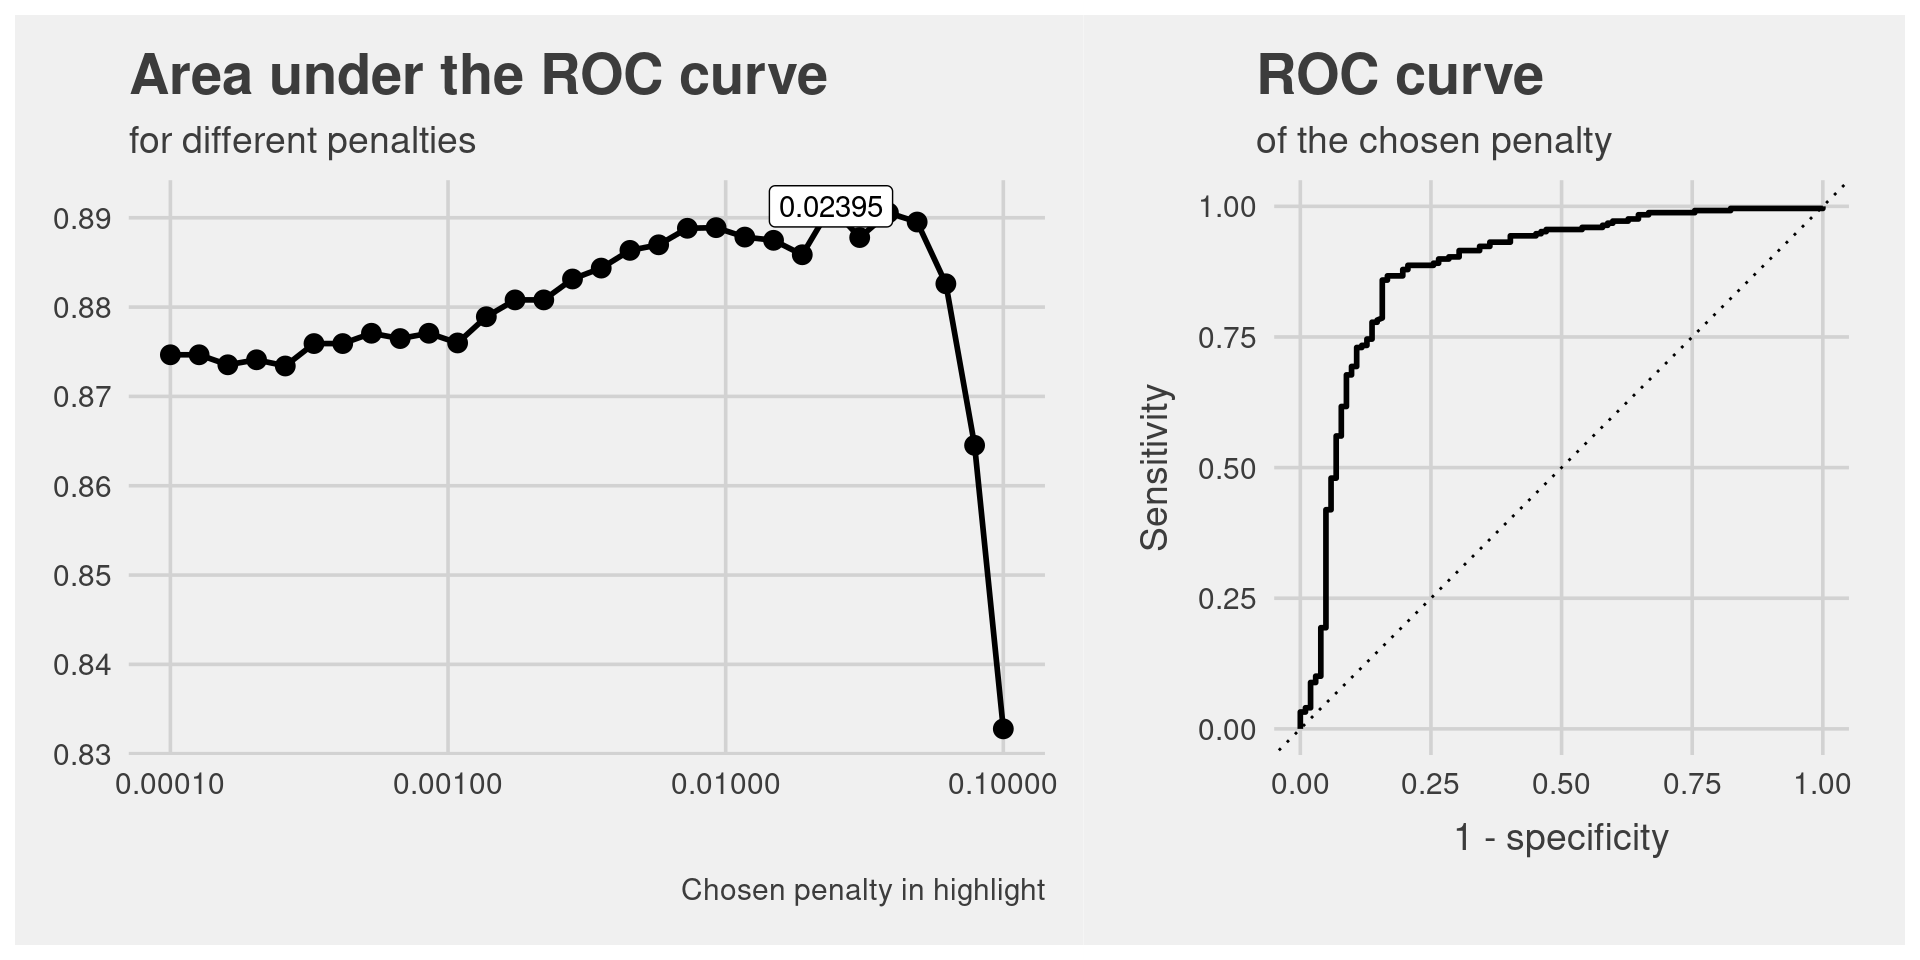 Area under the ROC curve
for different penalties
0.89
0.88
0.87
0.86
0.85
0.84
0.83
0.02395
0.00010 0.00100 0.01000 0.10000
Chosen penalty in highlight
ROC curve
of the chosen penalty
Sensitivity
1.00
0.75
0.50
0.25
0.00
0.00 0.25 0.50 0.75 1.00
1 - specificity